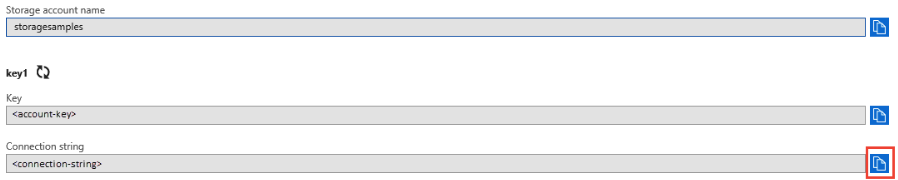 Storage account name
storagesamples
key1
Key
<account-key>
Connection string
<connection-string>